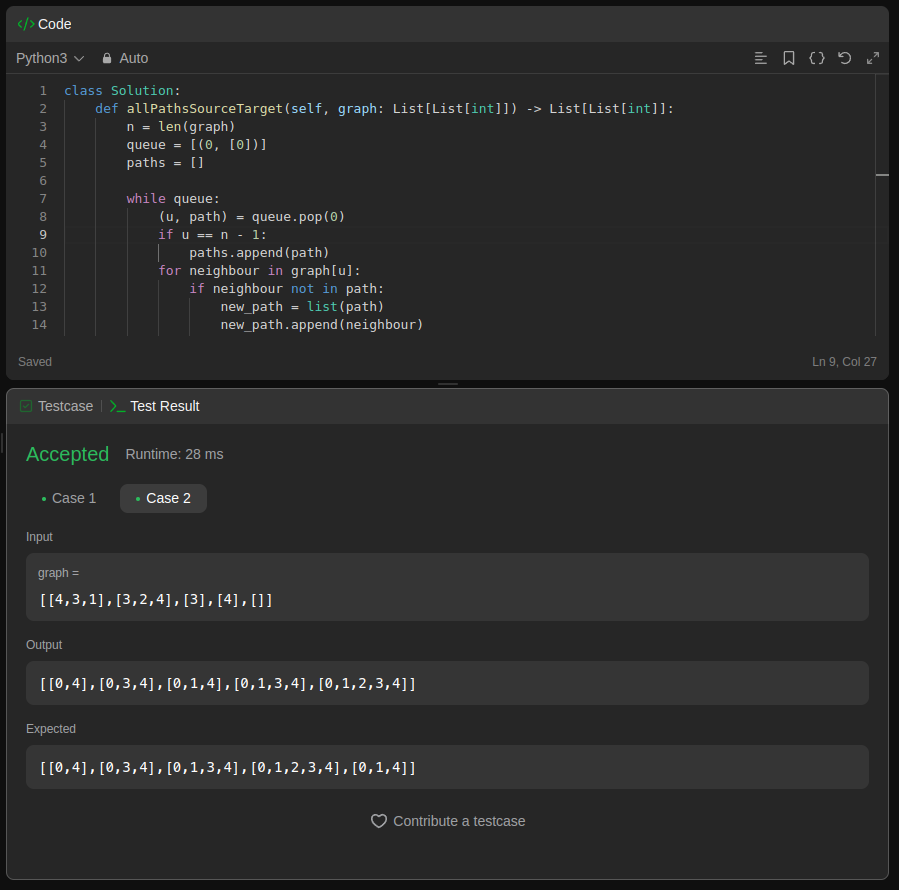 </> Code
Python3 Auto
1 class Solution:
2     def allPathsSourceTarget(self, graph: List[List[int]]) -> List[List[int]]:
3         n = len(graph)
4         queue = [(0, [0])]
5         paths = []
6
7         while queue:
8             (u, path) = queue.pop(0)
9             if u == n - 1:
10                 paths.append(path)
11             for neighbour in graph[u]:
12                 if neighbour not in path:
13                     new_path = list(path)
14                     new_path.append(neighbour)
Saved Ln 9, Col 27
Testcase | >_ Test Result
Accepted Runtime: 28 ms
• Case 1 • Case 2
Input
graph =
[[4,3,1],[3,2,4],[3],[4],[]]
Output
[[0,4],[0,3,4],[0,1,4],[0,1,3,4],[0,1,2,3,4]]
Expected
[[0,4],[0,3,4],[0,1,3,4],[0,1,2,3,4],[0,1,4]]
Contribute a testcase